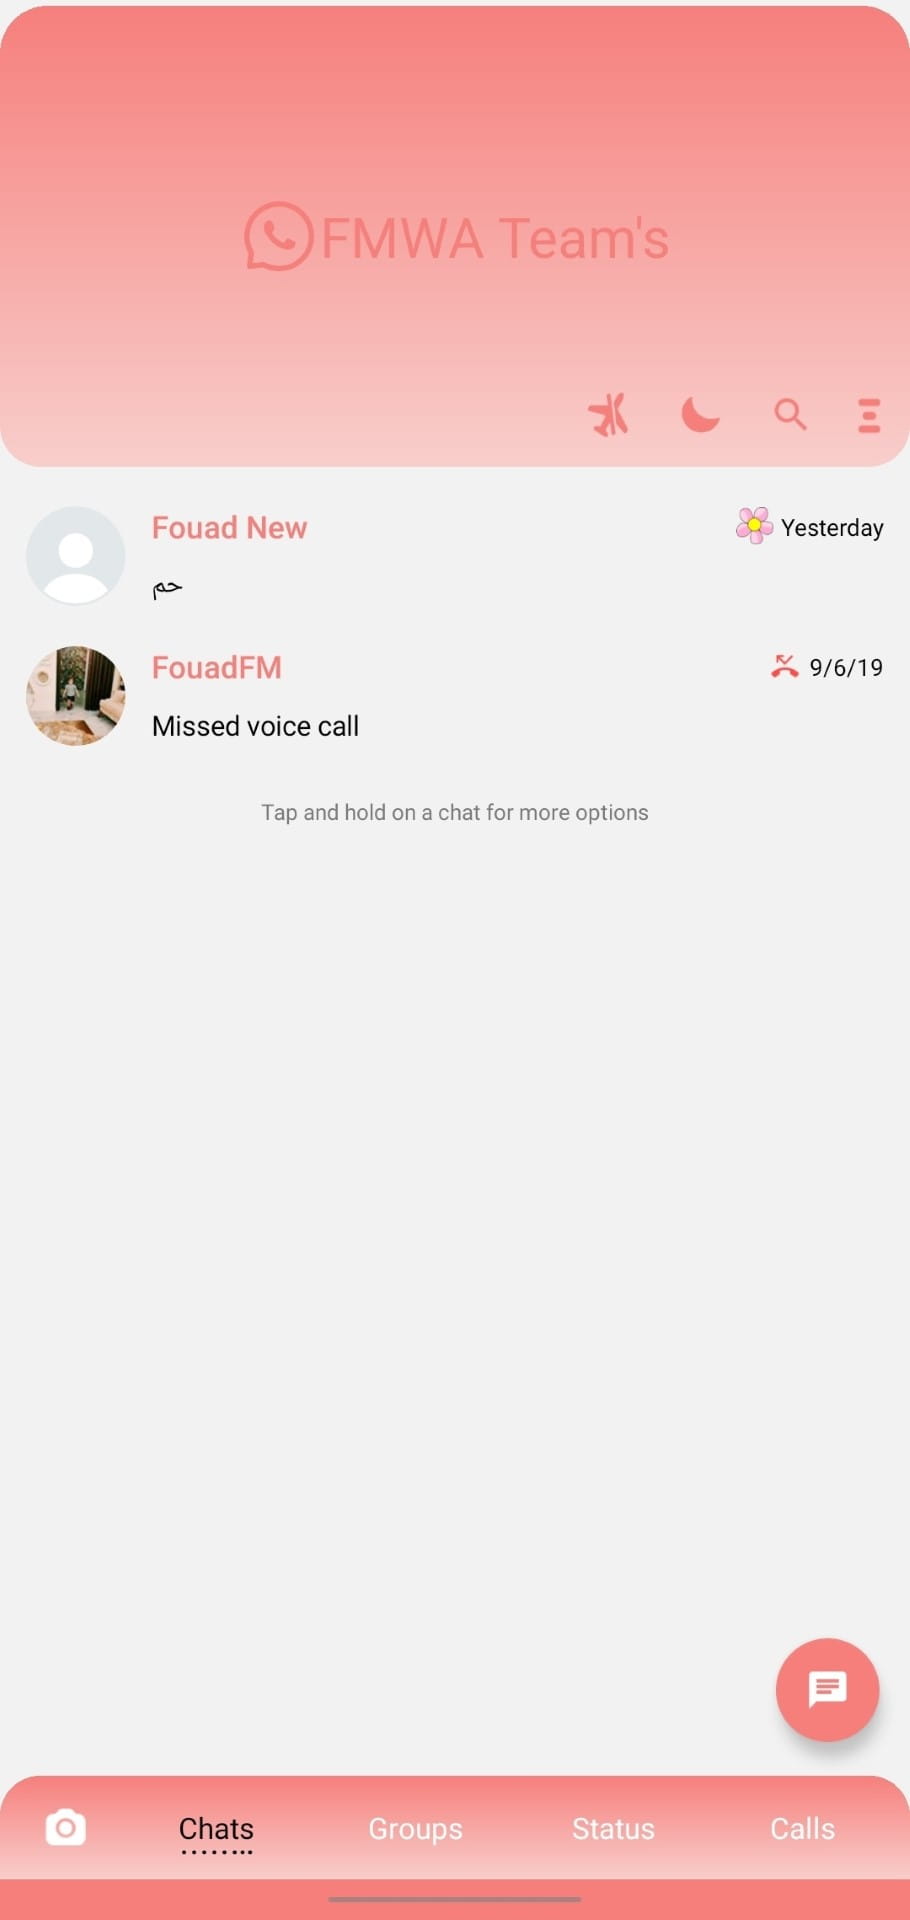 FMWA Team's
Fouad New
Yesterday
حم
FouadFM
9/6/19
Missed voice call
Tap and hold on a chat for more options
Chats
Groups
Status
Calls